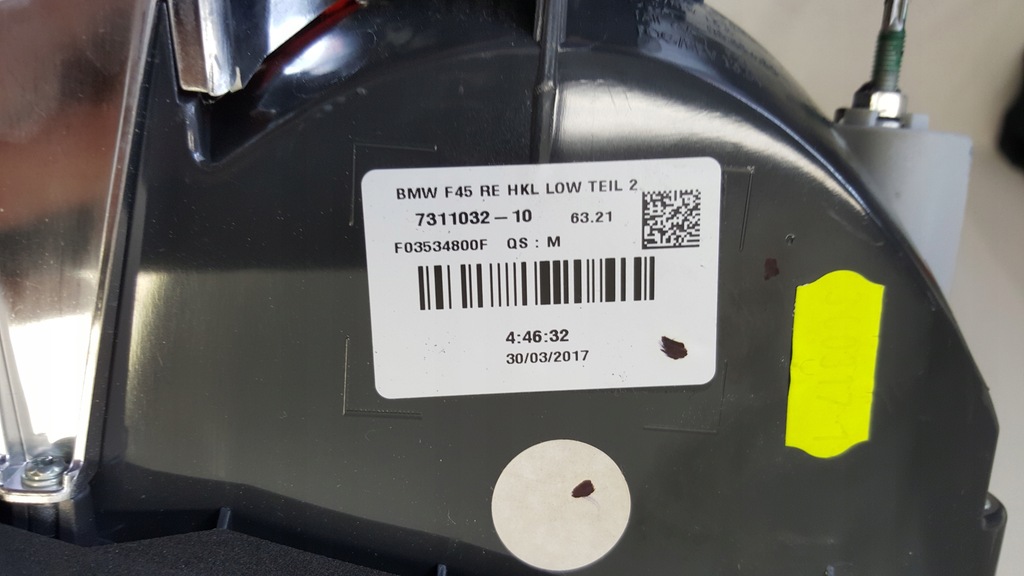 BMW F45 RE HKL LOW TEIL 2
7311032-10 63.21
F03534800F QS : M
4:46:32
30/03/2017